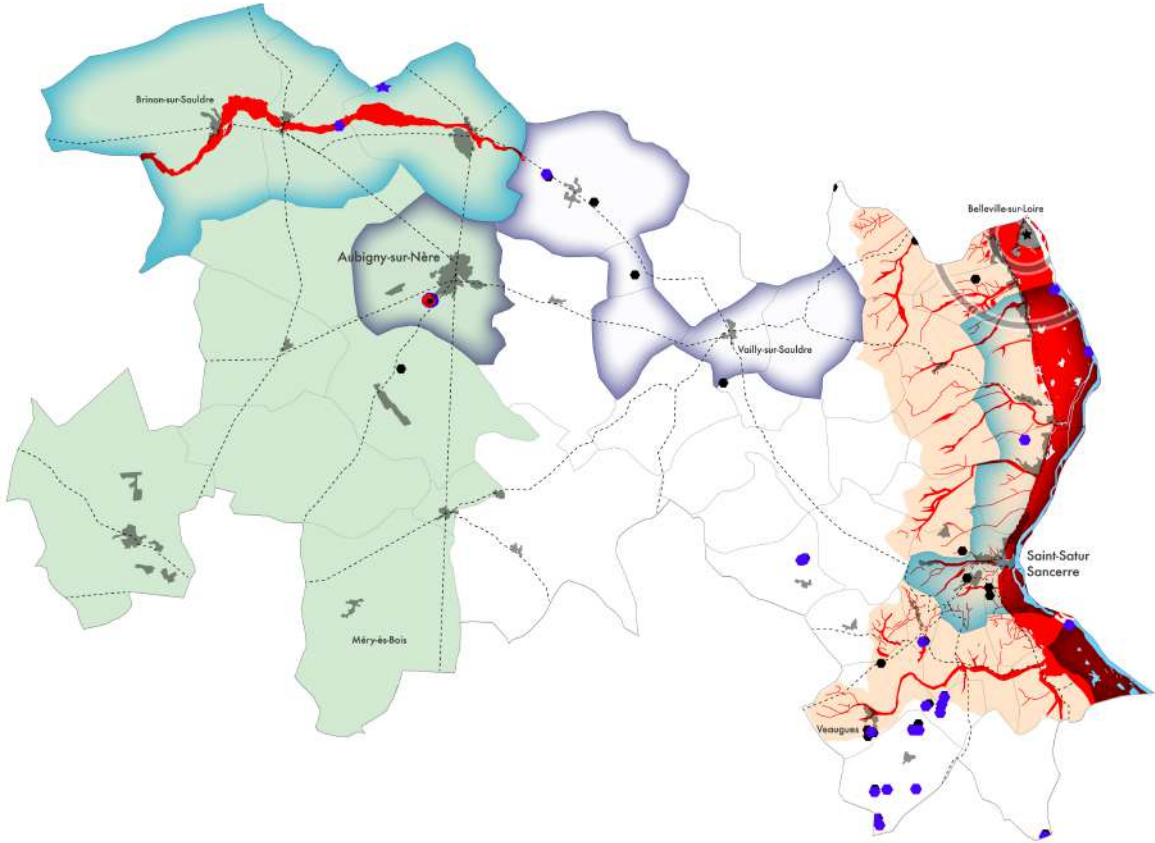 Brinon-sur-Sauldre
Belleville-sur-Loire
Aubigny-sur-Nère
Vailly-sur-Sauldre
Saint-Satur
Sancerre
Méry-ès-Bois
Veaugues